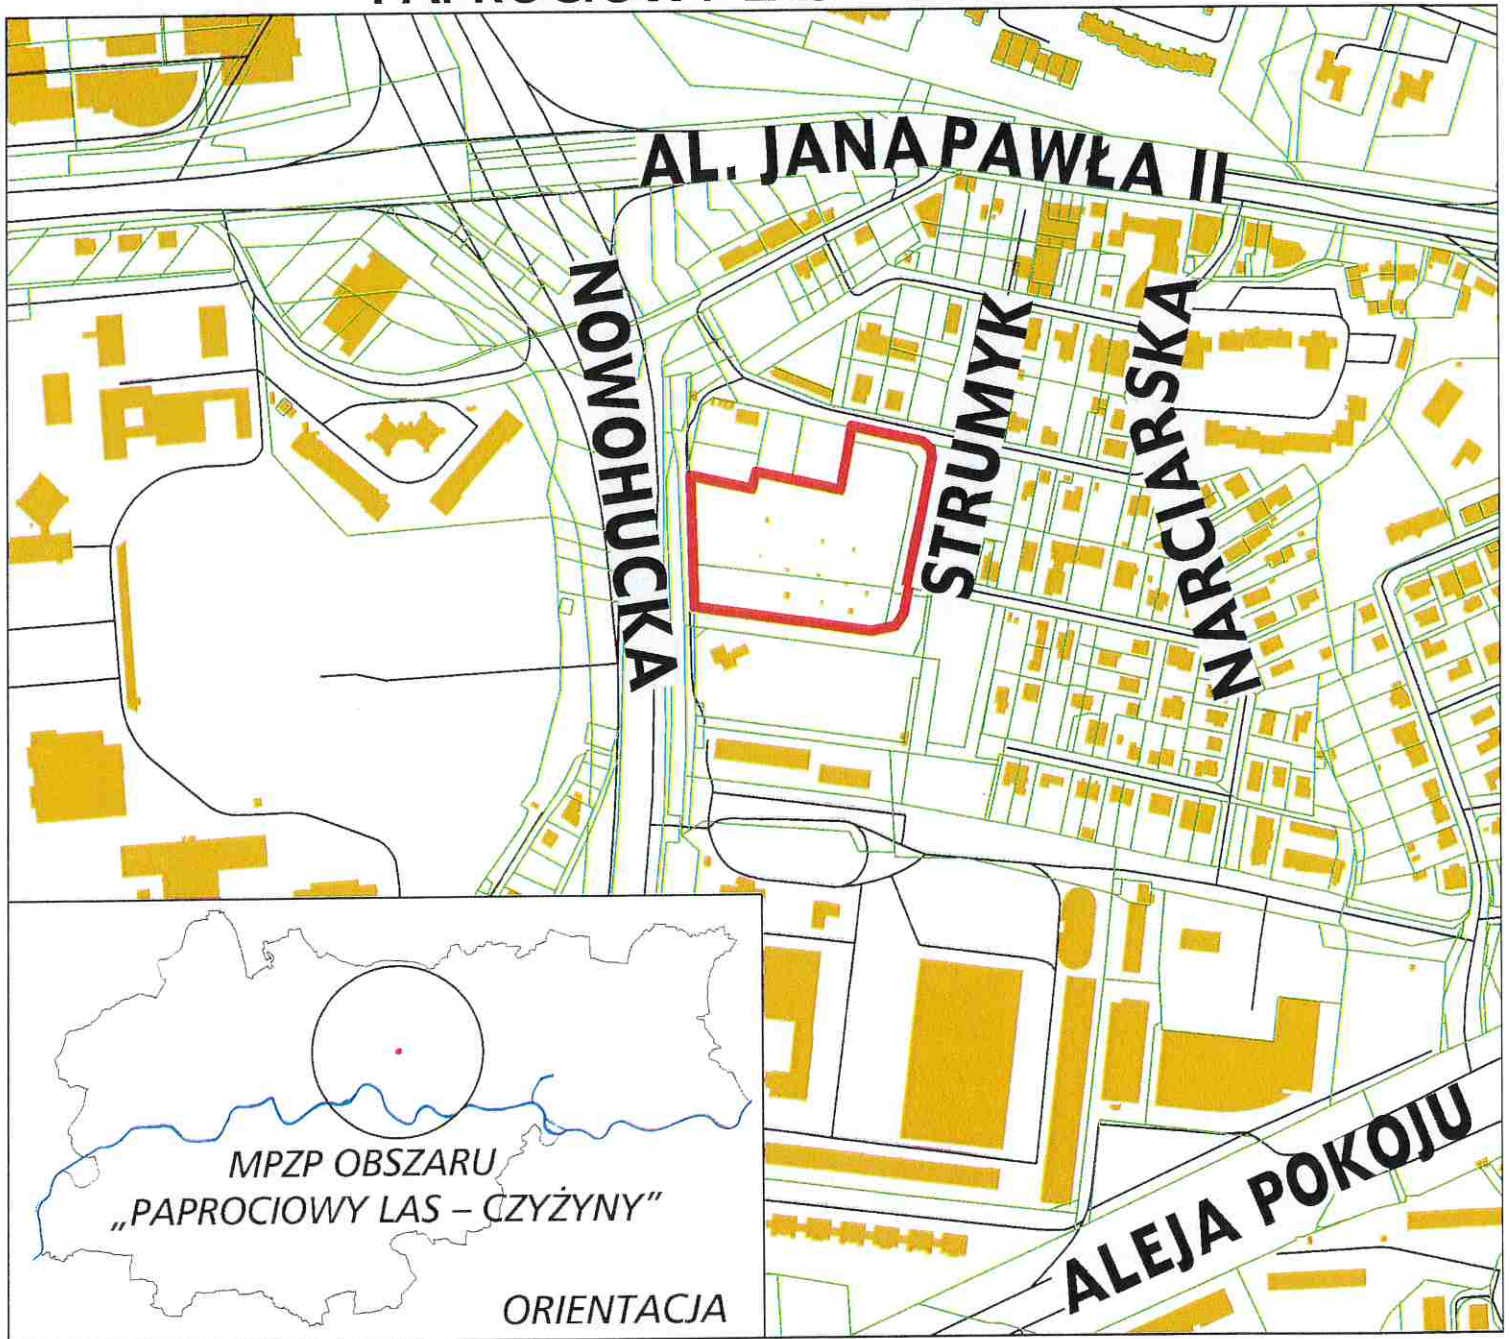 AL. JANA PAWŁA II
NOWOHUCKA
STRUMYK
NARCIARSKA
ALEJA POKOJU
MPZP OBSZARU
„PAPROCIOWY LAS – CZYŻYNY”
ORIENTACJA